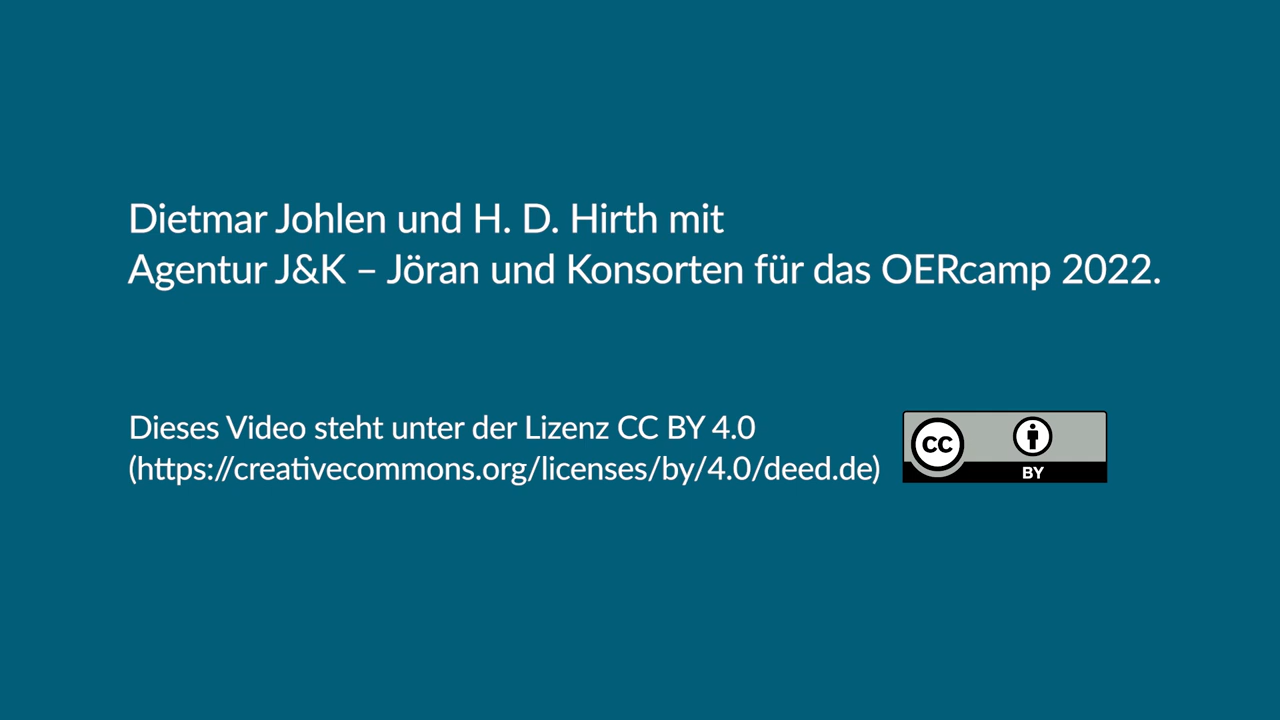 Dietmar Johlen und H. D. Hirth mit
Agentur J&K – Jöran und Konsorten für das OERcamp 2022.
Dieses Video steht unter der Lizenz CC BY 4.0
(https://creativecommons.org/licenses/by/4.0/deed.de)
CC
BY